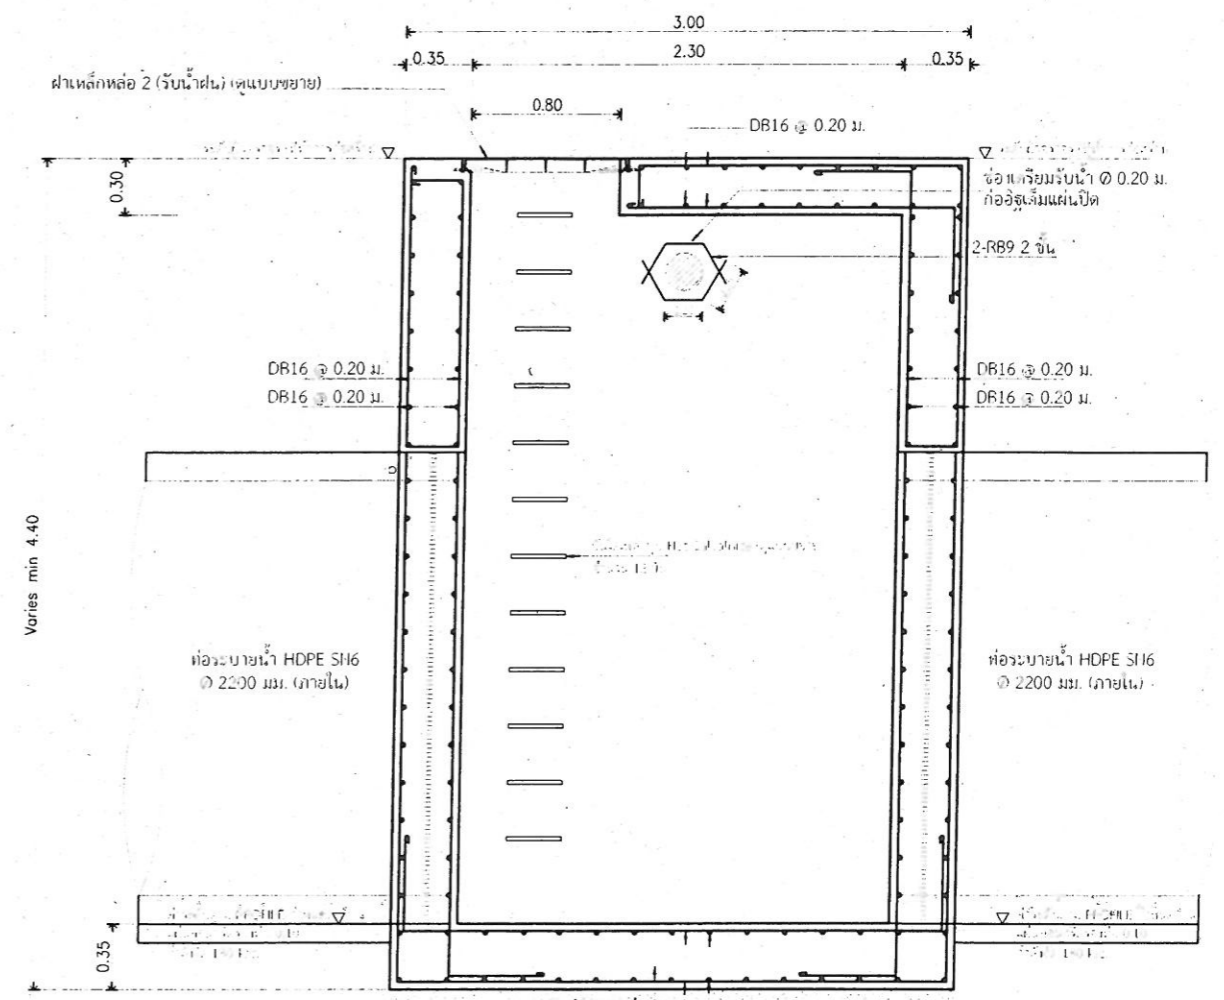 3.00
0.35
2.30
0.35
ฝาเหล็กหล่อ 2 (รับน้ำฝน) (ดูแบบขยาย)
0.80
DB16 @ 0.20 ม.
0.30
ช่องเตรียมรับน้ำ Ø 0.20 ม.
ก่ออิฐเต็มแผ่นปิด
2-RB9 2 ชั้น
DB16 @ 0.20 ม.
DB16 @ 0.20 ม.
DB16 @ 0.20 ม.
DB16 @ 0.20 ม.
Varies min 4.40
ท่อระบายน้ำ HDPE SN6
Ø 2200 มม. (ภายใน)
ท่อระบายน้ำ HDPE SN6
Ø 2200 มม. (ภายใน)
0.35